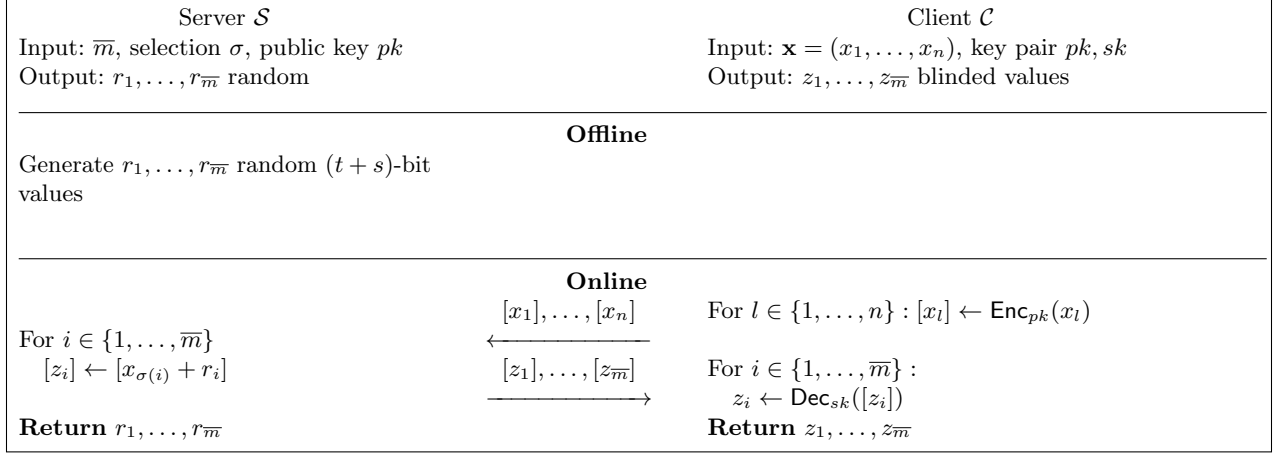 Server 𝒮 Client 𝒞
Input: m̅, selection σ, public key pk Input: x = (x₁, . . . , xₙ), key pair pk, sk
Output: r₁, . . . , r_m̅ random Output: z₁, . . . , z_m̅ blinded values
Offline
Generate r₁, . . . , r_m̅ random (t + s)-bit
values
Online
[x₁], . . . , [xₙ] For l ∈ {1, . . . , n} : [x_l] ← Enc_pk(x_l)
For i ∈ {1, . . . , m̅} ←
[z_i] ← [x_σ(i) + r_i] [z₁], . . . , [z_m̅] For i ∈ {1, . . . , m̅} :
→ z_i ← Dec_sk([z_i])
Return r₁, . . . , r_m̅ Return z₁, . . . , z_m̅